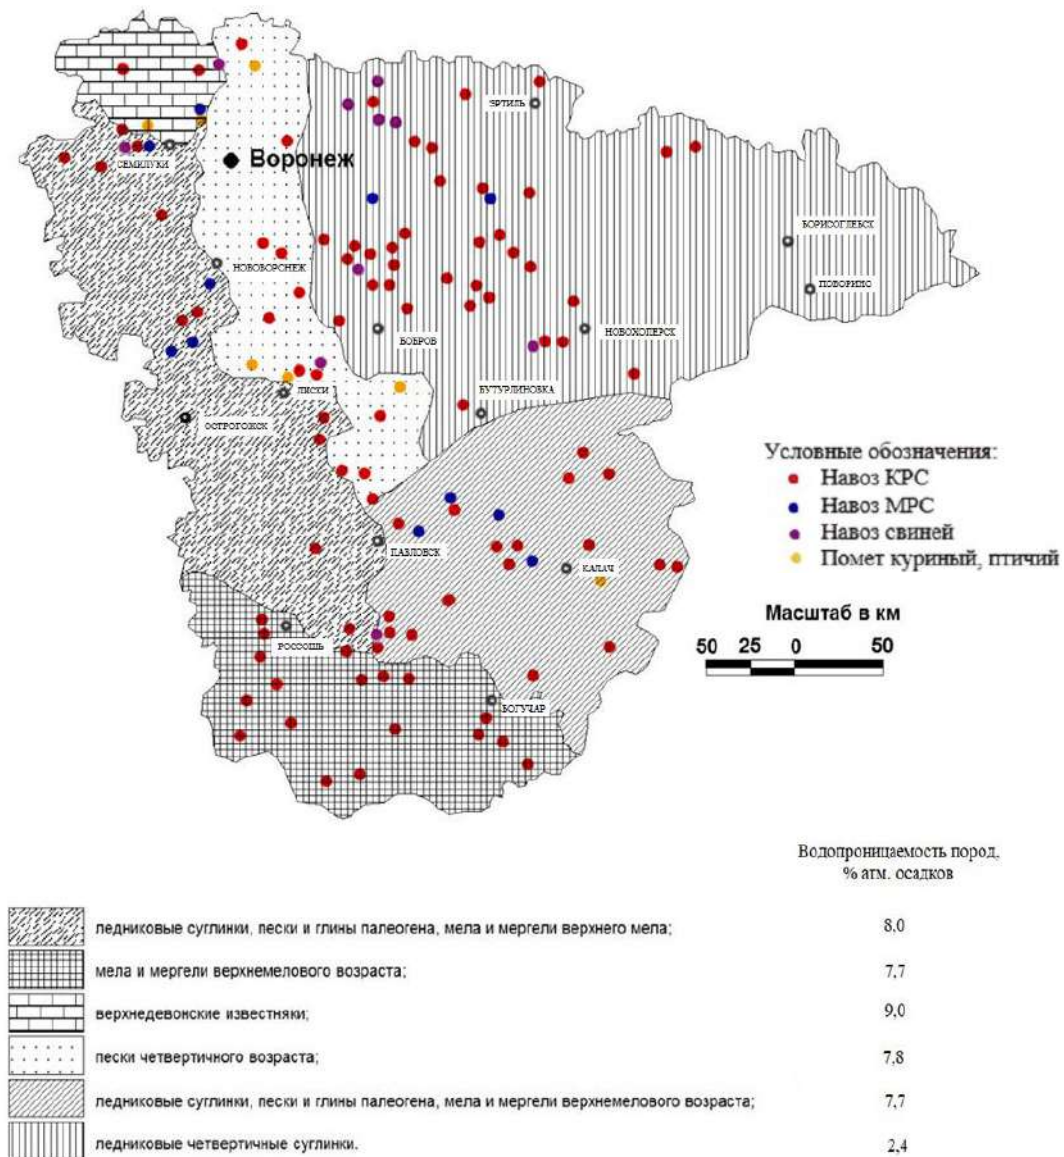 ЭРТИЛЬ
Воронеж
СЕМИЛУКИ
БОРИСОГЛЕБСК
НОВОВОРОНЕЖ
ПОВОРИНО
БОБРОВ
НОВОХОПЕРСК
ЛИСКИ
БУТУРЛИНОВКА
ОСТРОГОЖСК
Условные обозначения:
Навоз КРС
Навоз МРС
Навоз свиней
Помет куриный, птичий
ПАВЛОВСК
КАЛАЧ
Масштаб в км
50 25 0 50
РОССОШЬ
БОГУЧАР
Водопроницаемость пород,
% атм. осадков
ледниковые суглинки, пески и глины палеогена, мела и мергели верхнего мела; 8,0
мела и мергели верхнемелового возраста; 7,7
верхнедевонские известняки; 9,0
пески четвертичного возраста; 7,8
ледниковые суглинки, пески и глины палеогена, мела и мергели верхнемелового возраста; 7,7
ледниковые четвертичные суглинки. 2,4